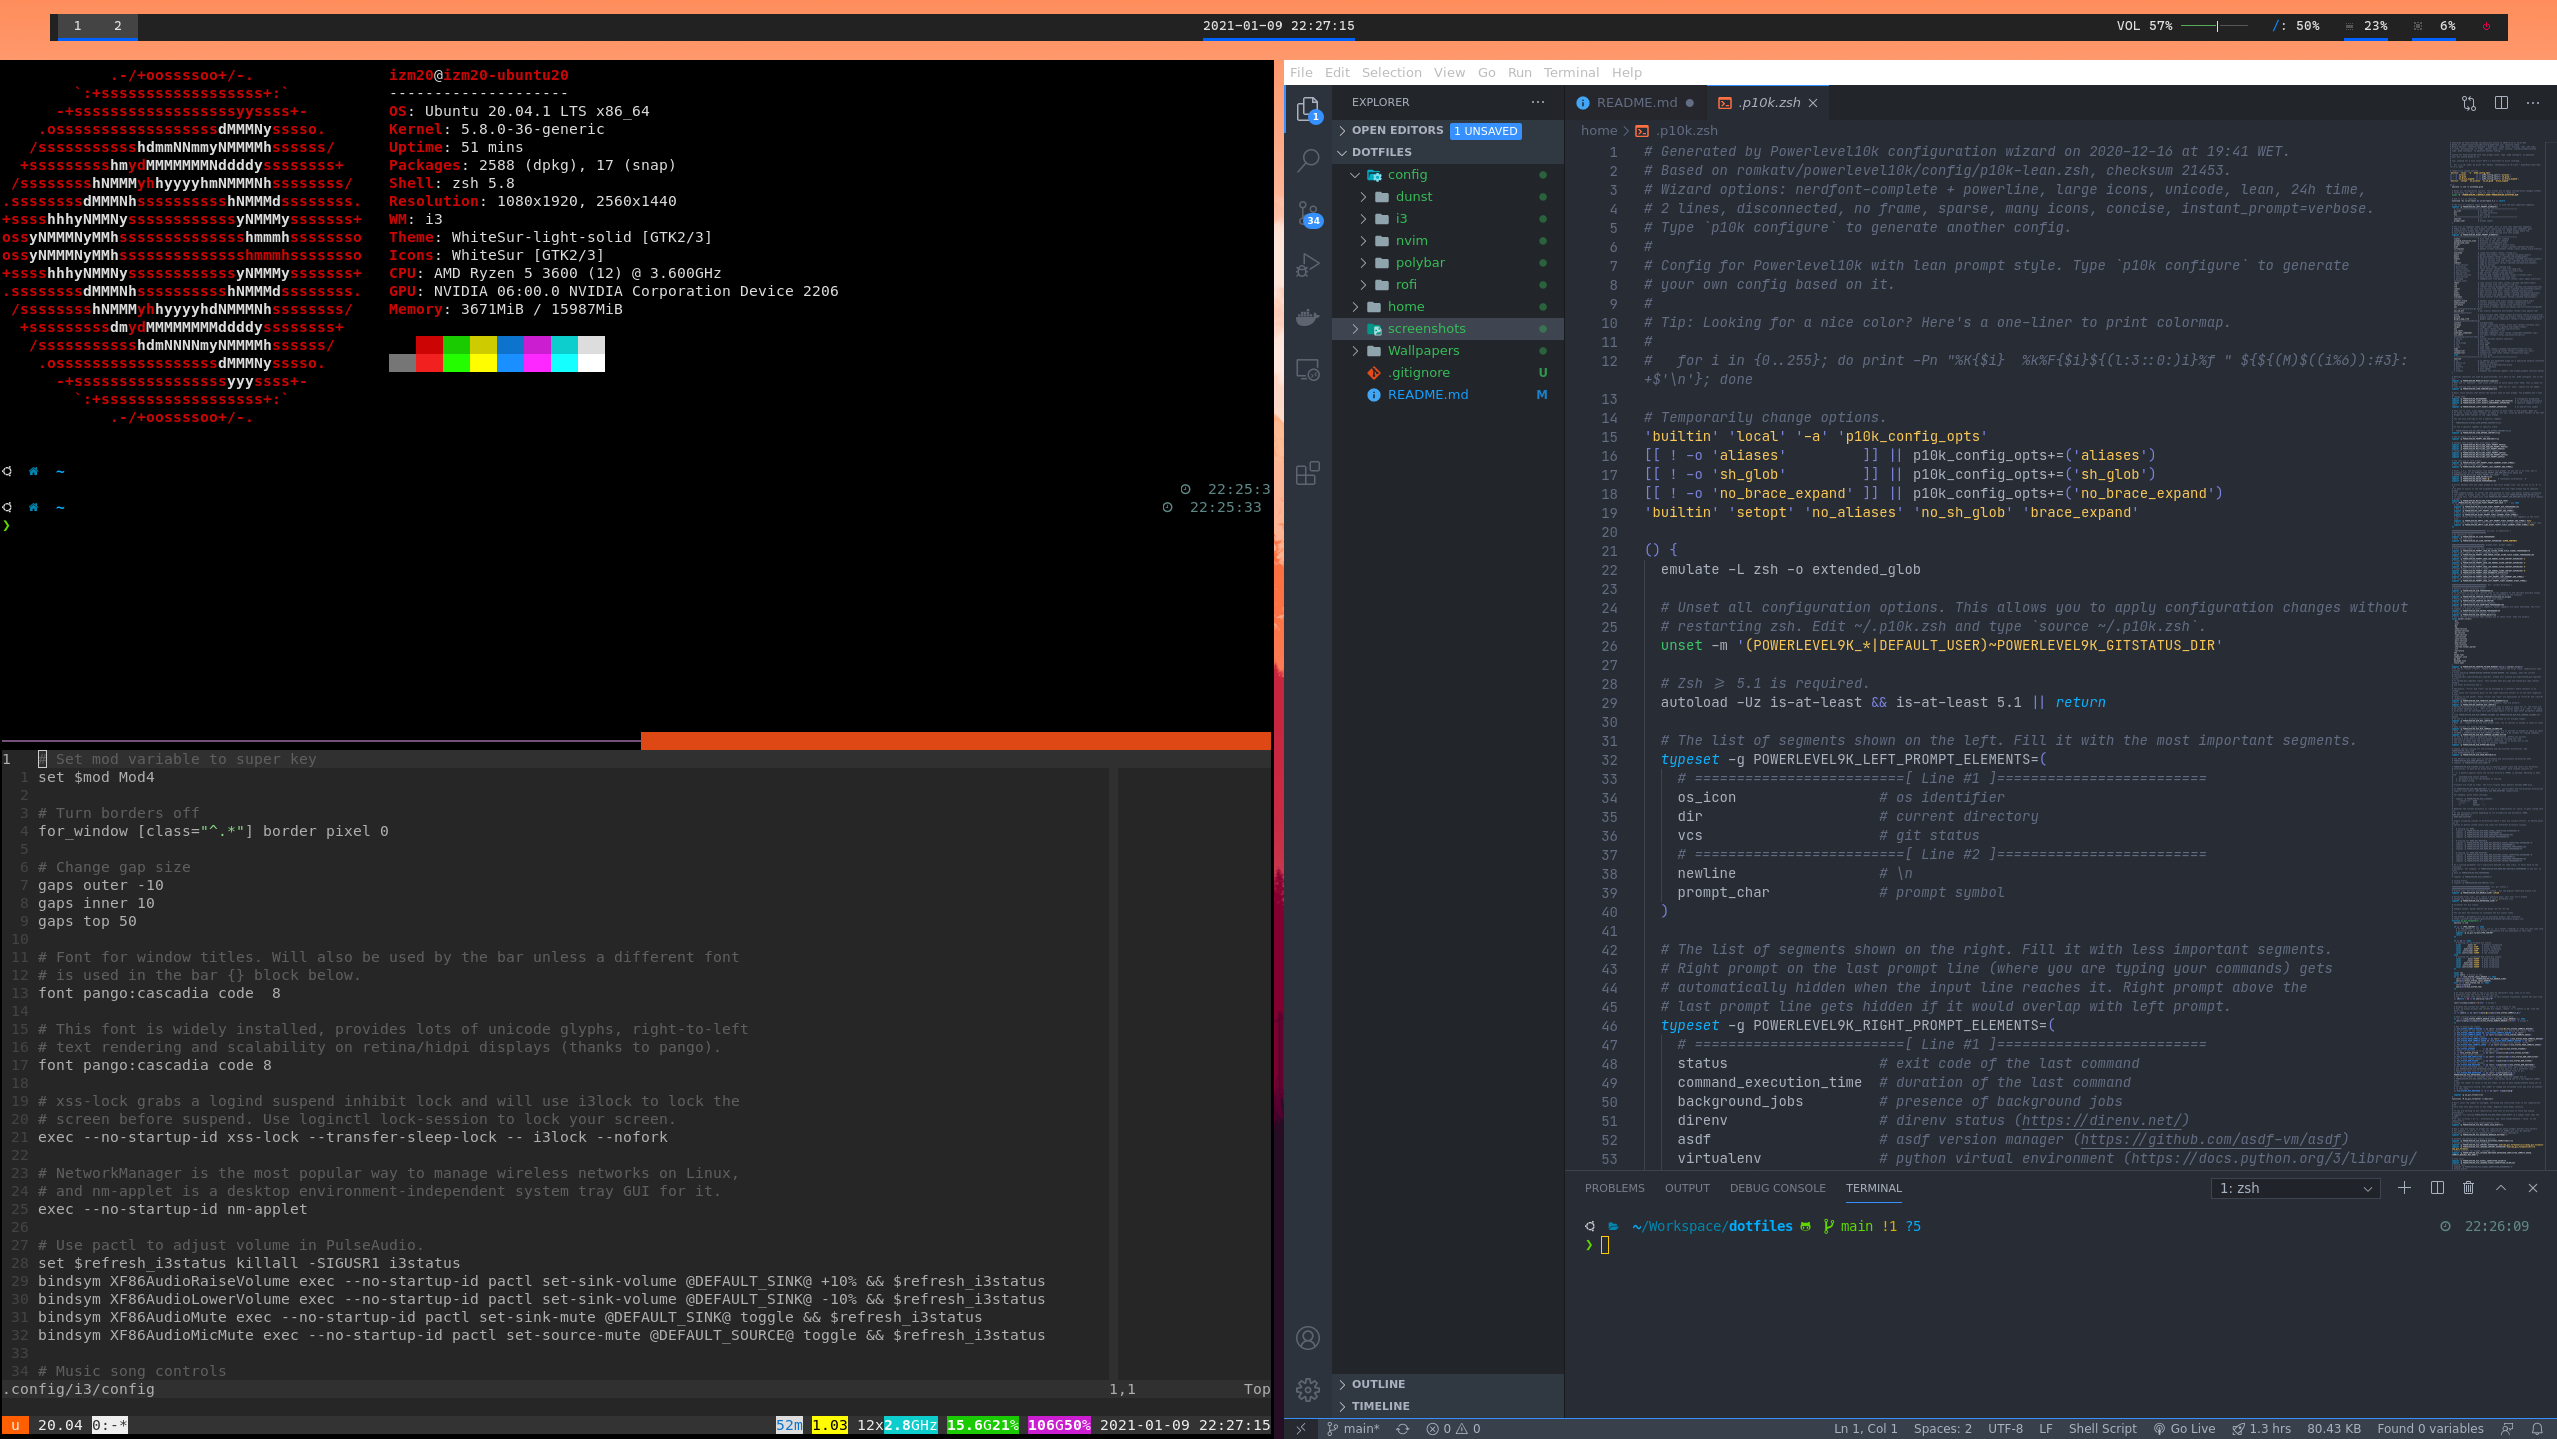 1 2 2021-01-09 22:27:15 VOL 57% /: 50% 23% 6%
.-/+oossssoo+/-.
`:+ssssssssssssssssss+:`
-+ssssssssssssssssssyyssss+-
.ossssssssssssssssssdMMMNysssso.
/ssssssssssshdmmNNmmyNMMMMhssssss/
+ssssssssshmydMMMMMMMNddddyssssssss+
/sssssssshNMMMyhhyyyyhmNMMMNhssssssss/
.ssssssssdMMMNhsssssssssshNMMMdssssssss.
+sssshhhyNMMNyssssssssssssyNMMMysssssss+
ossyNMMMNyMMhsssssssssssssshmmmhssssssso
ossyNMMMNyMMhsssssssssssssshmmmhssssssso
+sssshhhyNMMNyssssssssssssyNMMMysssssss+
.ssssssssdMMMNhsssssssssshNMMMdssssssss.
/sssssssshNMMMyhhyyyyhdNMMMNhssssssss/
+sssssssssdmydMMMMMMMMddddyssssssss+
/ssssssssssshdmNNNNmyNMMMMhssssss/
.ossssssssssssssssssdMMMNysssso.
-+sssssssssssssssssyyyssss+-
`:+ssssssssssssssssss+:`
.-/+oossssoo+/-.
izm20@izm20-ubuntu20
--------------------
OS: Ubuntu 20.04.1 LTS x86_64
Kernel: 5.8.0-36-generic
Uptime: 51 mins
Packages: 2588 (dpkg), 17 (snap)
Shell: zsh 5.8
Resolution: 1080x1920, 2560x1440
WM: i3
Theme: WhiteSur-light-solid [GTK2/3]
Icons: WhiteSur [GTK2/3]
CPU: AMD Ryzen 5 3600 (12) @ 3.600GHz
GPU: NVIDIA 06:00.0 NVIDIA Corporation Device 2206
Memory: 3671MiB / 15987MiB
~
22:25:3
~ 22:25:33
❯
1 # Set mod variable to super key
1 set $mod Mod4
2
3 # Turn borders off
4 for_window [class="^.*"] border pixel 0
5
6 # Change gap size
7 gaps outer -10
8 gaps inner 10
9 gaps top 50
10
11 # Font for window titles. Will also be used by the bar unless a different font
12 # is used in the bar {} block below.
13 font pango:cascadia code  8
14
15 # This font is widely installed, provides lots of unicode glyphs, right-to-left
16 # text rendering and scalability on retina/hidpi displays (thanks to pango).
17 font pango:cascadia code 8
18
19 # xss-lock grabs a logind suspend inhibit lock and will use i3lock to lock the
20 # screen before suspend. Use loginctl lock-session to lock your screen.
21 exec --no-startup-id xss-lock --transfer-sleep-lock -- i3lock --nofork
22
23 # NetworkManager is the most popular way to manage wireless networks on Linux,
24 # and nm-applet is a desktop environment-independent system tray GUI for it.
25 exec --no-startup-id nm-applet
26
27 # Use pactl to adjust volume in PulseAudio.
28 set $refresh_i3status killall -SIGUSR1 i3status
29 bindsym XF86AudioRaiseVolume exec --no-startup-id pactl set-sink-volume @DEFAULT_SINK@ +10% && $refresh_i3status
30 bindsym XF86AudioLowerVolume exec --no-startup-id pactl set-sink-volume @DEFAULT_SINK@ -10% && $refresh_i3status
31 bindsym XF86AudioMute exec --no-startup-id pactl set-sink-mute @DEFAULT_SINK@ toggle && $refresh_i3status
32 bindsym XF86AudioMicMute exec --no-startup-id pactl set-source-mute @DEFAULT_SOURCE@ toggle && $refresh_i3status
33
34 # Music song controls
.config/i3/config 1,1 Top
u 20.04 0:-* 52m 1.03 12x2.8GHz 15.6G21% 106G50% 2021-01-09 22:27:15
File Edit Selection View Go Run Terminal Help
EXPLORER ···
OPEN EDITORS 1 UNSAVED
DOTFILES
config
dunst
i3
nvim
polybar
rofi
home
screenshots
Wallpapers
.gitignore U
README.md M
OUTLINE
TIMELINE
1
34
README.md ● .p10k.zsh ×
home > .p10k.zsh
1 # Generated by Powerlevel10k configuration wizard on 2020-12-16 at 19:41 WET.
2 # Based on romkatv/powerlevel10k/config/p10k-lean.zsh, checksum 21453.
3 # Wizard options: nerdfont-complete + powerline, large icons, unicode, lean, 24h time,
4 # 2 lines, disconnected, no frame, sparse, many icons, concise, instant_prompt=verbose.
5 # Type `p10k configure` to generate another config.
6 #
7 # Config for Powerlevel10k with lean prompt style. Type `p10k configure` to generate
8 # your own config based on it.
9 #
10 # Tip: Looking for a nice color? Here's a one-liner to print colormap.
11 #
12 #   for i in {0..255}; do print -Pn "%K{$i}  %k%F{$i}${(l:3::0:)i}%f " ${${(M)$((i%6)):#3}:
+$'\n'}; done
13
14 # Temporarily change options.
15 'builtin' 'local' '-a' 'p10k_config_opts'
16 [[ ! -o 'aliases'         ]] || p10k_config_opts+=('aliases')
17 [[ ! -o 'sh_glob'         ]] || p10k_config_opts+=('sh_glob')
18 [[ ! -o 'no_brace_expand' ]] || p10k_config_opts+=('no_brace_expand')
19 'builtin' 'setopt' 'no_aliases' 'no_sh_glob' 'brace_expand'
20
21 () {
22 emulate -L zsh -o extended_glob
23
24 # Unset all configuration options. This allows you to apply configuration changes without
25 # restarting zsh. Edit ~/.p10k.zsh and type `source ~/.p10k.zsh`.
26 unset -m '(POWERLEVEL9K_*|DEFAULT_USER)~POWERLEVEL9K_GITSTATUS_DIR'
27
28 # Zsh >= 5.1 is required.
29 autoload -Uz is-at-least && is-at-least 5.1 || return
30
31 # The list of segments shown on the left. Fill it with the most important segments.
32 typeset -g POWERLEVEL9K_LEFT_PROMPT_ELEMENTS=(
33 # =========================[ Line #1 ]=========================
34 os_icon                 # os identifier
35 dir                     # current directory
36 vcs                     # git status
37 # =========================[ Line #2 ]=========================
38 newline                 # \n
39 prompt_char             # prompt symbol
40 )
41
42 # The list of segments shown on the right. Fill it with less important segments.
43 # Right prompt on the last prompt line (where you are typing your commands) gets
44 # automatically hidden when the input line reaches it. Right prompt above the
45 # last prompt line gets hidden if it would overlap with left prompt.
46 typeset -g POWERLEVEL9K_RIGHT_PROMPT_ELEMENTS=(
47 # =========================[ Line #1 ]=========================
48 status                  # exit code of the last command
49 command_execution_time  # duration of the last command
50 background_jobs         # presence of background jobs
51 direnv                  # direnv status (https://direnv.net/)
52 asdf                    # asdf version manager (https://github.com/asdf-vm/asdf)
53 virtualenv              # python virtual environment (https://docs.python.org/3/library/
PROBLEMS OUTPUT DEBUG CONSOLE TERMINAL 1: zsh
~/Workspace/dotfiles main !1 ?5 22:26:09
❯
main* 0 0 Ln 1, Col 1 Spaces: 2 UTF-8 LF Shell Script Go Live 1.3 hrs 80.43 KB Found 0 variables